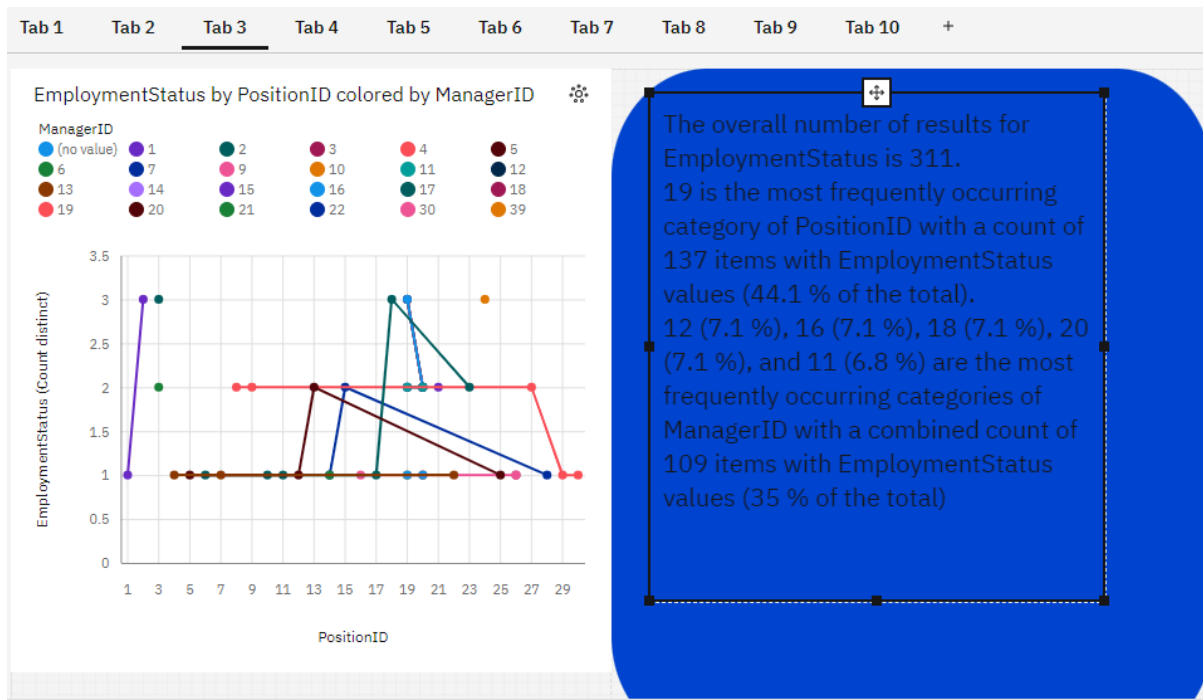 Tab 1 Tab 2 Tab 3 Tab 4 Tab 5 Tab 6 Tab 7 Tab 8 Tab 9 Tab 10 +
EmploymentStatus by PositionID colored by ManagerID
ManagerID
(no value) 1 2 3 4 5
6 7 9 10 11 12
13 14 15 16 17 18
19 20 21 22 30 39
EmploymentStatus (Count distinct)
3.5
3
2.5
2
1.5
1
0.5
0
1 3 5 7 9 11 13 15 17 19 21 23 25 27 29
PositionID
The overall number of results for
EmploymentStatus is 311.
19 is the most frequently occurring
category of PositionID with a count of
137 items with EmploymentStatus
values (44.1 % of the total).
12 (7.1 %), 16 (7.1 %), 18 (7.1 %), 20
(7.1 %), and 11 (6.8 %) are the most
frequently occurring categories of
ManagerID with a combined count of
109 items with EmploymentStatus
values (35 % of the total)